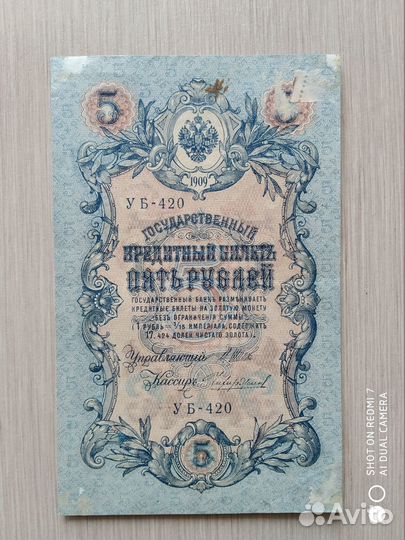 5
1909
УБ-420
ГОСУДАРСТВЕННЫЙ
КРЕДИТНЫЙ БИЛЕТЪ
ПЯТЬ РУБЛЕЙ
ГОСУДАРСТВЕННЫЙ БАНКЪ РАЗМѢНИВАЕТЪ
КРЕДИТНЫЕ БИЛЕТЫ НА ЗОЛОТУЮ МОНЕТУ
БЕЗЪ ОГРАНИЧЕНІЯ СУММЫ
(1 РУБЛЬ = 1/15 ИМПЕРІАЛА, СОДЕРЖИТЪ
17,424 ДОЛЕЙ ЧИСТАГО ЗОЛОТА).
Управляющій
Кассиръ
УБ-420
5
SHOT ON REDMI 7
AI DUAL CAMERA
Avito